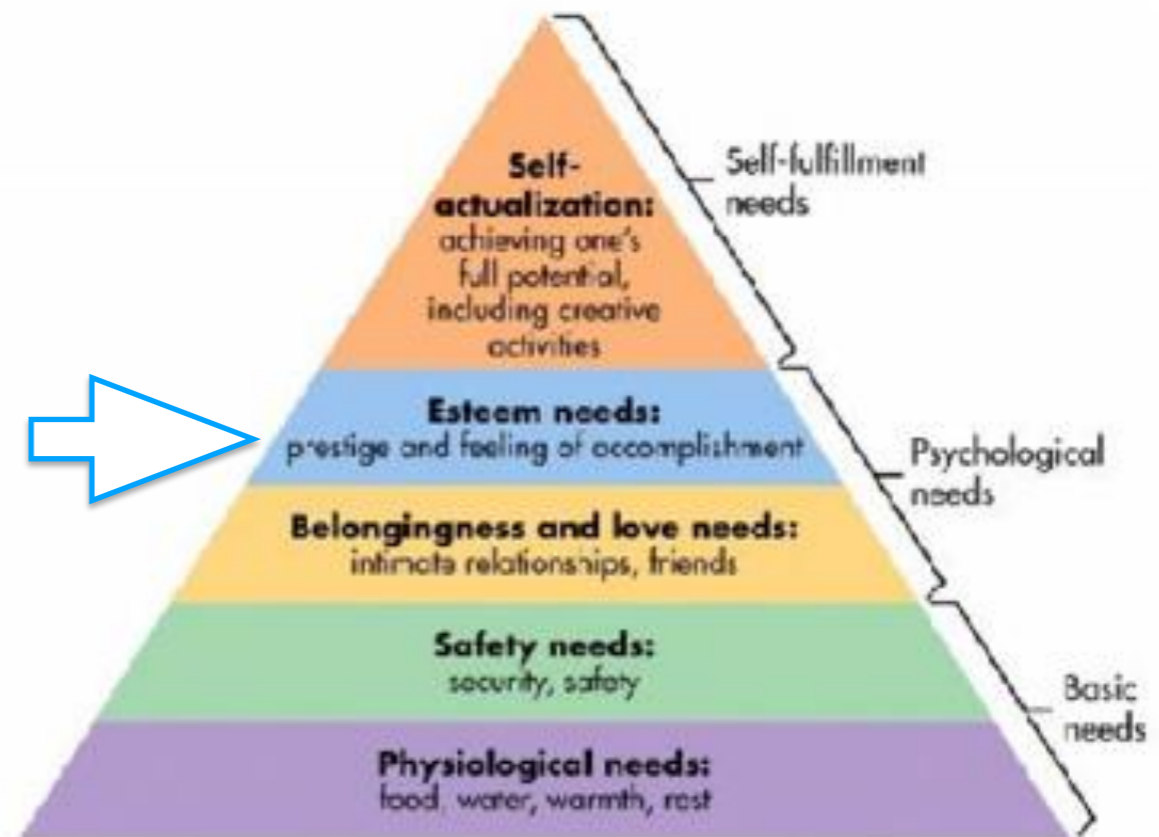 Self-
actualization:
achieving one's
full potential,
including creative
activities
Self-fulfillment
needs
Esteem needs:
prestige and feeling of accomplishment
Psychological
needs
Belongingness and love needs:
intimate relationships, friends
Safety needs:
security, safety
Basic
needs
Physiological needs:
food, water, warmth, rest